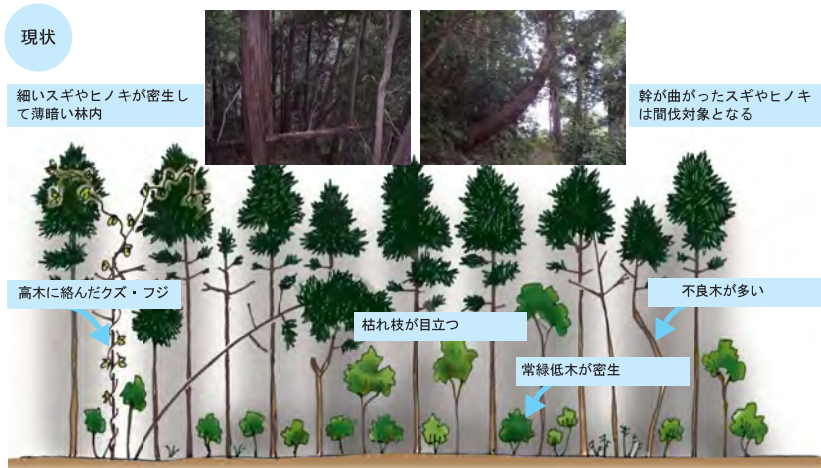 現状
細いスギやヒノキが密生し
て薄暗い林内
幹が曲がったスギやヒノキ
は間伐対象となる
高木に絡んだクズ・フジ
不良木が多い
枯れ枝が目立つ
常緑低木が密生